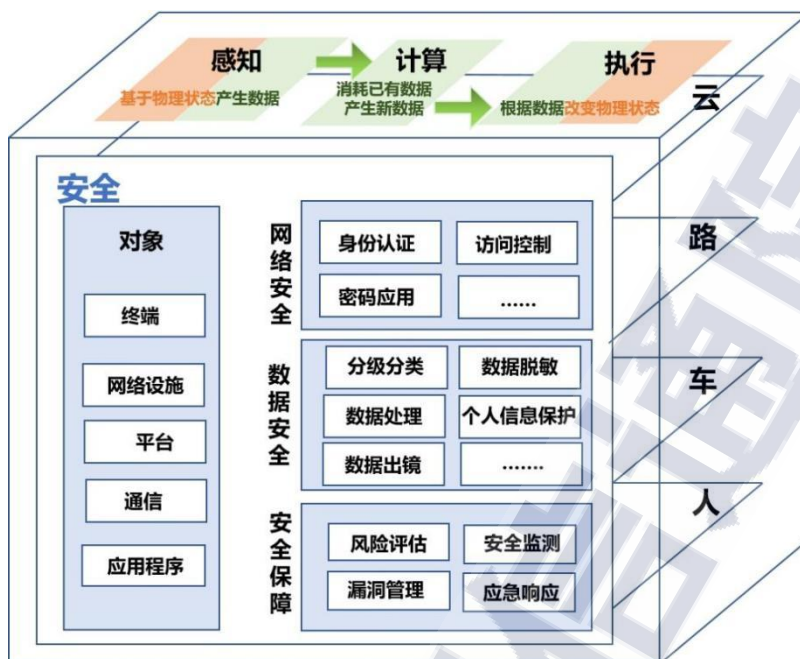 感知
计算
执行
基于物理状态产生数据
消耗已有数据
产生新数据
根据数据改变物理状态
云
路
车
人
安全
对象
终端
网络设施
平台
通信
应用程序
网络安全
身份认证
访问控制
密码应用
……
数据安全
分级分类
数据脱敏
数据处理
个人信息保护
数据出镜
…….
安全保障
风险评估
安全监测
漏洞管理
应急响应